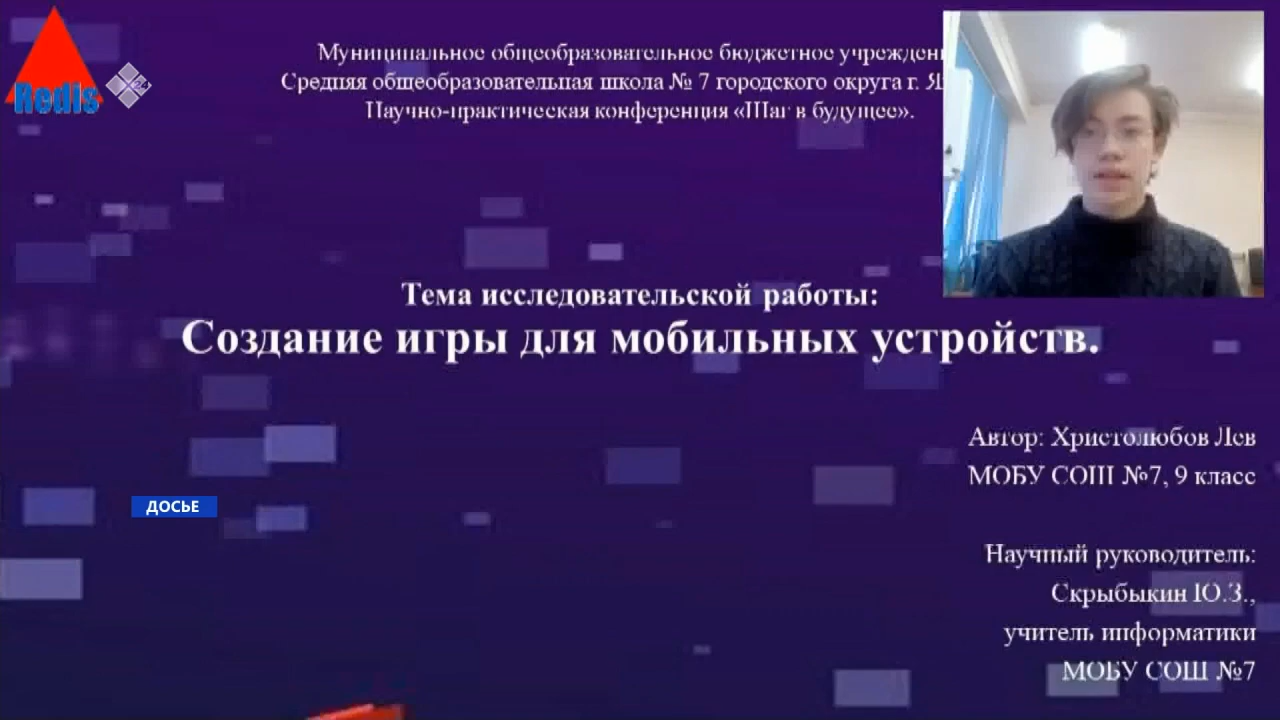 Redis
24
Муниципальное общеобразовательное бюджетное
Средняя общеобразовательная школа № 7 городского округа г.
Научно-практическая конференция «Шаг в будущее».
Тема исследовательской работы:
Создание игры для мобильных устройств.
Автор: Христолюбов Лев
МОБУ СОШ №7, 9 класс
ДОСЬЕ
Научный руководитель:
Скрыбыкин Ю.З.,
учитель информатики
МОБУ СОШ №7